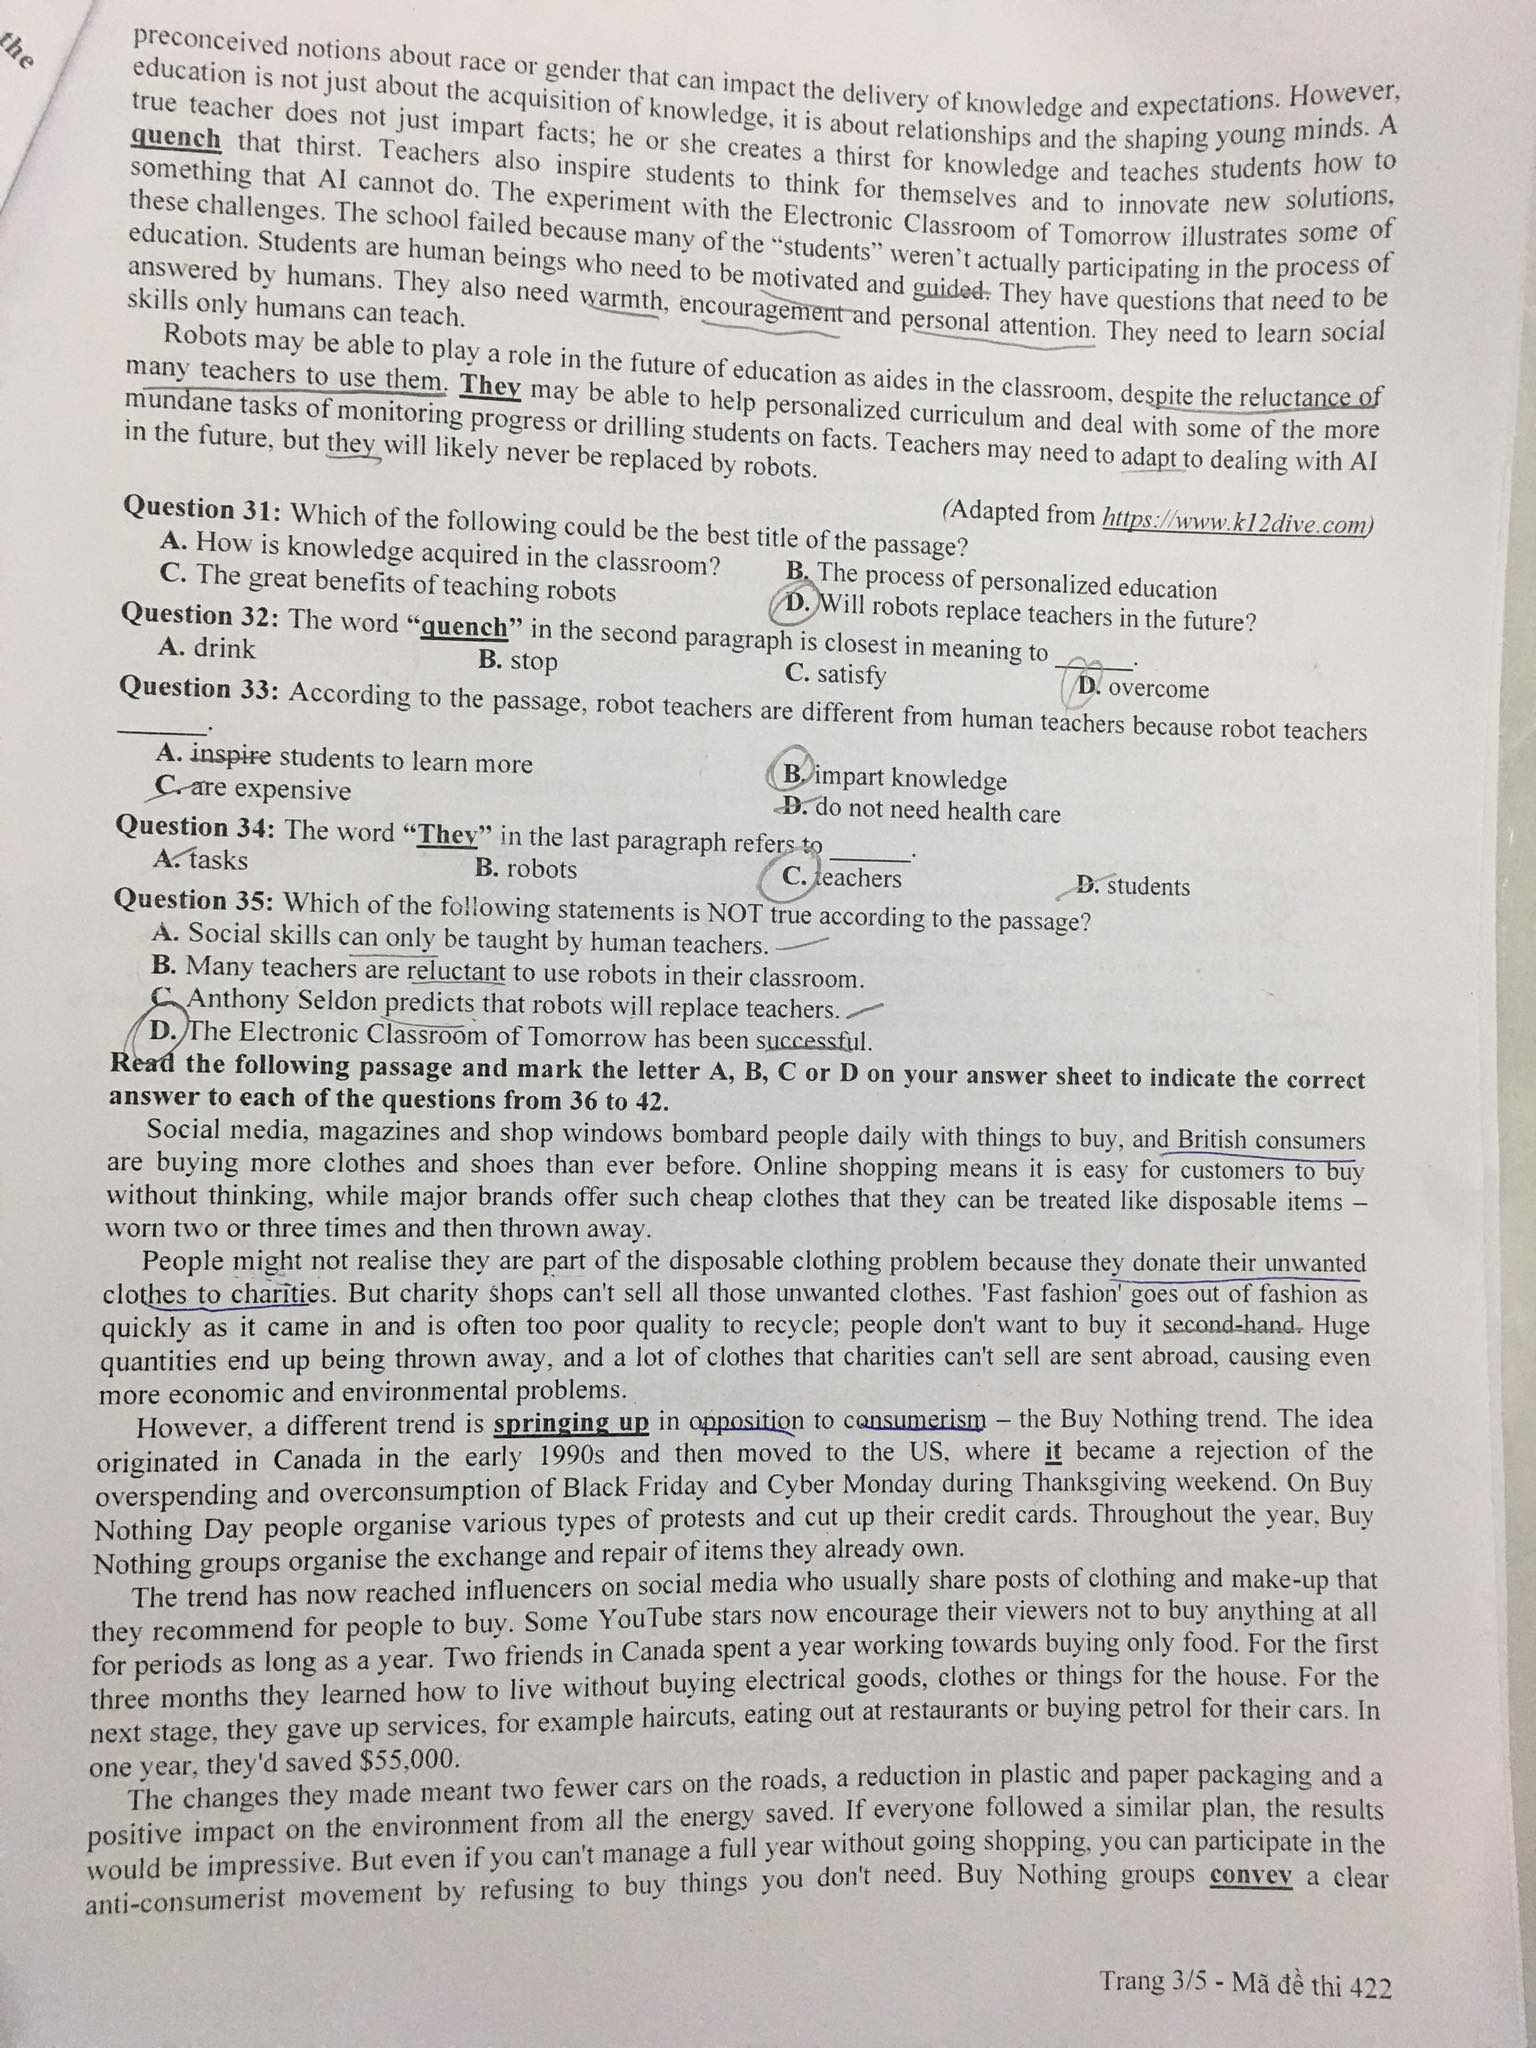 the
preconceived notions about race or gender that can impact the delivery of knowledge and expectations. However,
education is not just about the acquisition of knowledge, it is about relationships and the shaping young minds. A
true teacher does not just impart facts; he or she creates a thirst for knowledge and teaches students how to
quench that thirst. Teachers also inspire students to think for themselves and to innovate new solutions,
something that AI cannot do. The experiment with the Electronic Classroom of Tomorrow illustrates some of
these challenges. The school failed because many of the “students” weren’t actually participating in the process of
education. Students are human beings who need to be motivated and guided. They have questions that need to be
answered by humans. They also need warmth, encouragement and personal attention. They need to learn social
skills only humans can teach.
Robots may be able to play a role in the future of education as aides in the classroom, despite the reluctance of
many teachers to use them. They may be able to help personalized curriculum and deal with some of the more
mundane tasks of monitoring progress or drilling students on facts. Teachers may need to adapt to dealing with AI
in the future, but they will likely never be replaced by robots.
(Adapted from https://www.k12dive.com)
Question 31: Which of the following could be the best title of the passage?
A. How is knowledge acquired in the classroom? B. The process of personalized education
C. The great benefits of teaching robots D. Will robots replace teachers in the future?
Question 32: The word “quench” in the second paragraph is closest in meaning to ______.
A. drink B. stop C. satisfy D. overcome
Question 33: According to the passage, robot teachers are different from human teachers because robot teachers
______.
A. inspire students to learn more B. impart knowledge
C. are expensive D. do not need health care
Question 34: The word “They” in the last paragraph refers to ______.
A. tasks B. robots C. teachers D. students
Question 35: Which of the following statements is NOT true according to the passage?
A. Social skills can only be taught by human teachers.
B. Many teachers are reluctant to use robots in their classroom.
C. Anthony Seldon predicts that robots will replace teachers.
D. The Electronic Classroom of Tomorrow has been successful.
Read the following passage and mark the letter A, B, C or D on your answer sheet to indicate the correct
answer to each of the questions from 36 to 42.
Social media, magazines and shop windows bombard people daily with things to buy, and British consumers
are buying more clothes and shoes than ever before. Online shopping means it is easy for customers to buy
without thinking, while major brands offer such cheap clothes that they can be treated like disposable items –
worn two or three times and then thrown away.
People might not realise they are part of the disposable clothing problem because they donate their unwanted
clothes to charities. But charity shops can't sell all those unwanted clothes. 'Fast fashion' goes out of fashion as
quickly as it came in and is often too poor quality to recycle; people don't want to buy it second-hand. Huge
quantities end up being thrown away, and a lot of clothes that charities can't sell are sent abroad, causing even
more economic and environmental problems.
However, a different trend is springing up in opposition to consumerism – the Buy Nothing trend. The idea
originated in Canada in the early 1990s and then moved to the US, where it became a rejection of the
overspending and overconsumption of Black Friday and Cyber Monday during Thanksgiving weekend. On Buy
Nothing Day people organise various types of protests and cut up their credit cards. Throughout the year, Buy
Nothing groups organise the exchange and repair of items they already own.
The trend has now reached influencers on social media who usually share posts of clothing and make-up that
they recommend for people to buy. Some YouTube stars now encourage their viewers not to buy anything at all
for periods as long as a year. Two friends in Canada spent a year working towards buying only food. For the first
three months they learned how to live without buying electrical goods, clothes or things for the house. For the
next stage, they gave up services, for example haircuts, eating out at restaurants or buying petrol for their cars. In
one year, they'd saved $55,000.
The changes they made meant two fewer cars on the roads, a reduction in plastic and paper packaging and a
positive impact on the environment from all the energy saved. If everyone followed a similar plan, the results
would be impressive. But even if you can't manage a full year without going shopping, you can participate in the
anti-consumerist movement by refusing to buy things you don't need. Buy Nothing groups convey a clear
Trang 3/5 - Mã đề thi 422